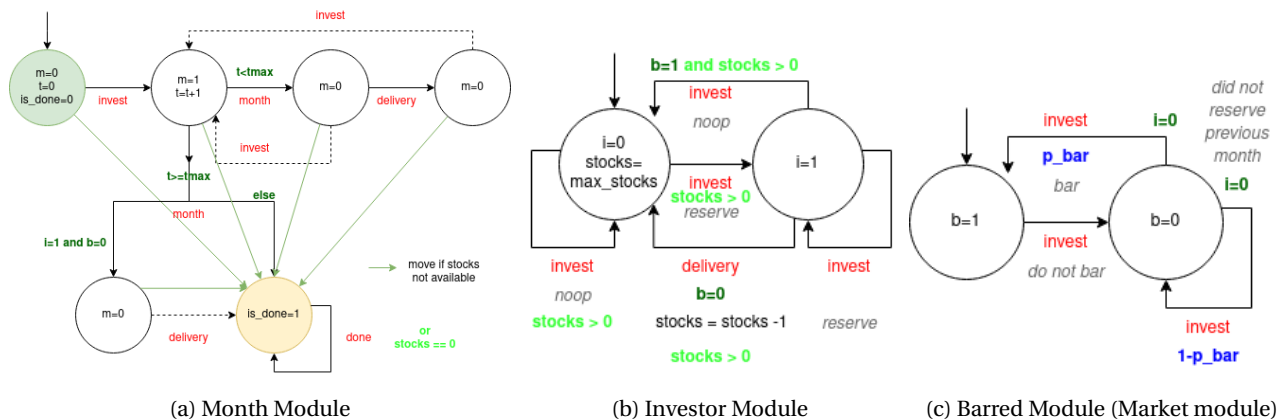 invest
m=0
t=0
is_done=0
invest
m=1
t=t+1
t<tmax
month
m=0
delivery
m=0
invest
t>=tmax
else
month
i=1 and b=0
move if stocks
not available
m=0
delivery
is_done=1
done
or
stocks == 0
(a) Month Module
b=1 and stocks > 0
invest
noop
i=0
stocks=
max_stocks
invest
stocks > 0
reserve
i=1
invest
noop
stocks > 0
delivery
b=0
stocks = stocks -1
stocks > 0
invest
reserve
(b) Investor Module
did not
reserve
previous
month
i=0
invest
i=0
p_bar
bar
b=1
invest
do not bar
b=0
invest
1-p_bar
(c) Barred Module (Market module)